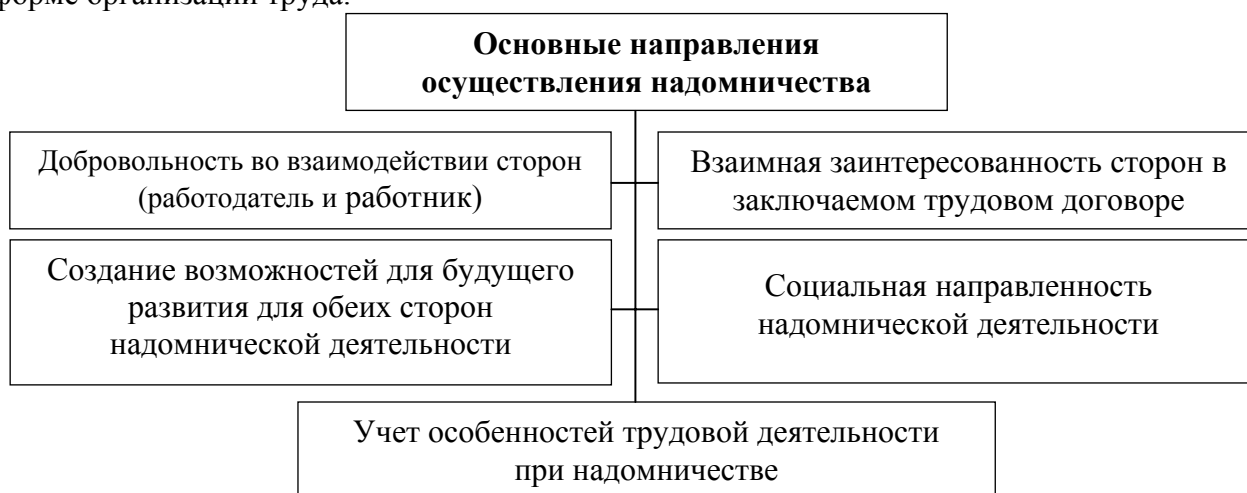 форме организации труда.
Основные направления
осуществления надомничества
Добровольность во взаимодействии сторон
(работодатель и работник)
Взаимная заинтересованность сторон в
заключаемом трудовом договоре
Создание возможностей для будущего
развития для обеих сторон
надомнической деятельности
Социальная направленность
надомнической деятельности
Учет особенностей трудовой деятельности
при надомничестве